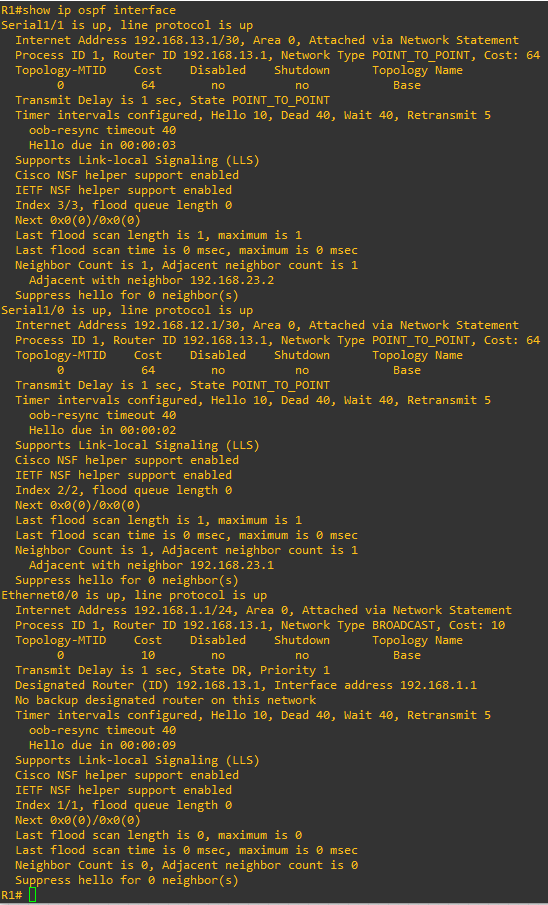 R1#show ip ospf interface
Serial1/1 is up, line protocol is up
  Internet Address 192.168.13.1/30, Area 0, Attached via Network Statement
  Process ID 1, Router ID 192.168.13.1, Network Type POINT_TO_POINT, Cost: 64
  Topology-MTID    Cost    Disabled    Shutdown      Topology Name
        0           64        no          no            Base
  Transmit Delay is 1 sec, State POINT_TO_POINT
  Timer intervals configured, Hello 10, Dead 40, Wait 40, Retransmit 5
    oob-resync timeout 40
    Hello due in 00:00:03
  Supports Link-local Signaling (LLS)
  Cisco NSF helper support enabled
  IETF NSF helper support enabled
  Index 3/3, flood queue length 0
  Next 0x0(0)/0x0(0)
  Last flood scan length is 1, maximum is 1
  Last flood scan time is 0 msec, maximum is 0 msec
  Neighbor Count is 1, Adjacent neighbor count is 1
    Adjacent with neighbor 192.168.23.2
  Suppress hello for 0 neighbor(s)
Serial1/0 is up, line protocol is up
  Internet Address 192.168.12.1/30, Area 0, Attached via Network Statement
  Process ID 1, Router ID 192.168.13.1, Network Type POINT_TO_POINT, Cost: 64
  Topology-MTID    Cost    Disabled    Shutdown      Topology Name
        0           64        no          no            Base
  Transmit Delay is 1 sec, State POINT_TO_POINT
  Timer intervals configured, Hello 10, Dead 40, Wait 40, Retransmit 5
    oob-resync timeout 40
    Hello due in 00:00:02
  Supports Link-local Signaling (LLS)
  Cisco NSF helper support enabled
  IETF NSF helper support enabled
  Index 2/2, flood queue length 0
  Next 0x0(0)/0x0(0)
  Last flood scan length is 1, maximum is 1
  Last flood scan time is 0 msec, maximum is 0 msec
  Neighbor Count is 1, Adjacent neighbor count is 1
    Adjacent with neighbor 192.168.23.1
  Suppress hello for 0 neighbor(s)
Ethernet0/0 is up, line protocol is up
  Internet Address 192.168.1.1/24, Area 0, Attached via Network Statement
  Process ID 1, Router ID 192.168.13.1, Network Type BROADCAST, Cost: 10
  Topology-MTID    Cost    Disabled    Shutdown      Topology Name
        0           10        no          no            Base
  Transmit Delay is 1 sec, State DR, Priority 1
  Designated Router (ID) 192.168.13.1, Interface address 192.168.1.1
  No backup designated router on this network
  Timer intervals configured, Hello 10, Dead 40, Wait 40, Retransmit 5
    oob-resync timeout 40
    Hello due in 00:00:09
  Supports Link-local Signaling (LLS)
  Cisco NSF helper support enabled
  IETF NSF helper support enabled
  Index 1/1, flood queue length 0
  Next 0x0(0)/0x0(0)
  Last flood scan length is 0, maximum is 0
  Last flood scan time is 0 msec, maximum is 0 msec
  Neighbor Count is 0, Adjacent neighbor count is 0
  Suppress hello for 0 neighbor(s)
R1#